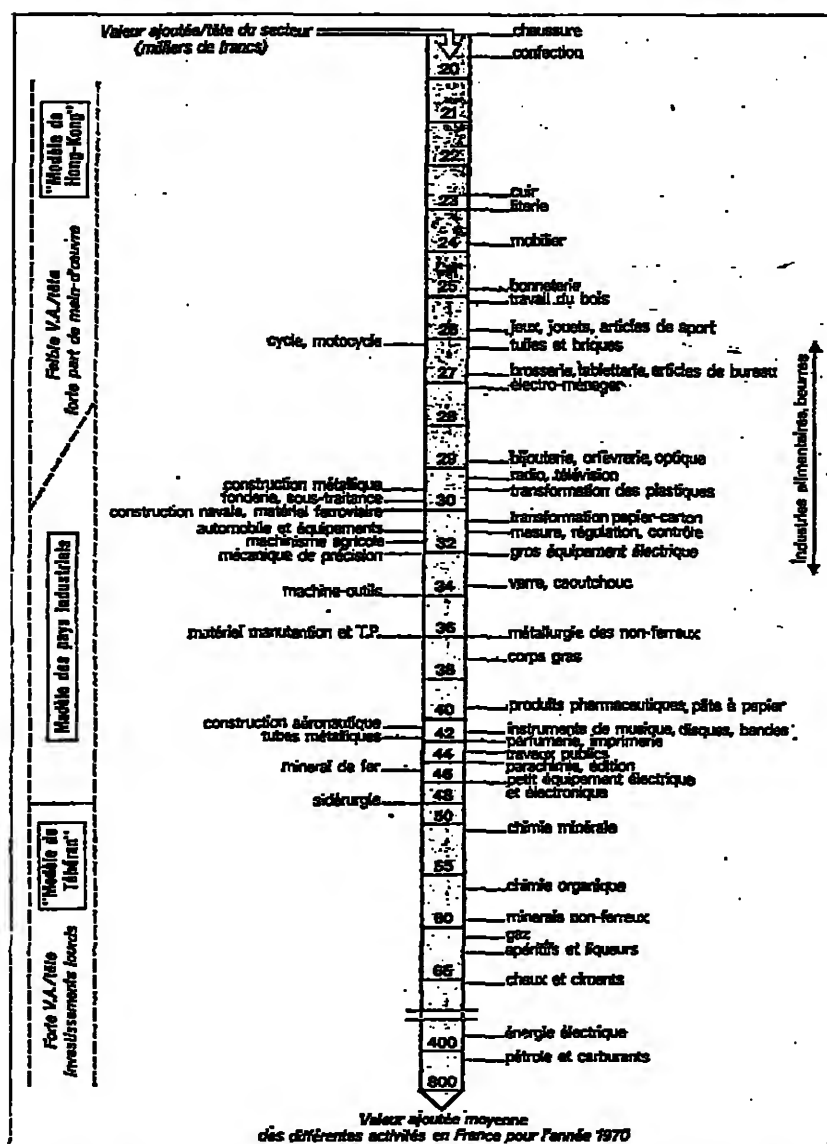 Valeur ajoutée/tête du secteur
(milliers de francs)
chaussure
confection
20
21
22
23
cuir
literie
24
mobilier
25
bonneterie
travail du bois
26
jeux, jouets, articles de sport
cycle, motocycle
tuiles et briques
27
brosserie, tabletterie, articles de bureau
électro-ménager
28
29
bijouterie, orfèvrerie, optique
radio, télévision
construction métallique
transformation des plastiques
fonderie, sous-traitance
30
construction navale, matériel ferroviaire
transformation papier-carton
automobile et équipements
mesure, régulation, contrôle
machinisme agricole
32
mécanique de précision
gros équipement électrique
34
verre, caoutchouc
machine-outils
36
matériel manutention et T.P.
métallurgie des non-ferreux
corps gras
38
40
produits pharmaceutiques, pâte à papier
construction aéronautique
42
instruments de musique, disques, bandes
tubes métalliques
parfumerie, imprimerie
44
travaux publics
parachimie, édition
minerai de fer
46
petit équipement électrique
et électronique
48
sidérurgie
50
chimie minérale
55
chimie organique
60
minerais non-ferreux
gaz
apéritifs et liqueurs
65
chaux et ciments
400
énergie électrique
pétrole et carburants
800
"Modèle de
Hong-Kong"
Faible V.A./tête
forte part de main-d'œuvre
Modèle des pays industriels
"Modèle de
Téhéran"
Forte V.A./tête
Investissements lourds
Industries alimentaires, beurres
Valeur ajoutée moyenne
des différentes activités en France pour l'année 1970